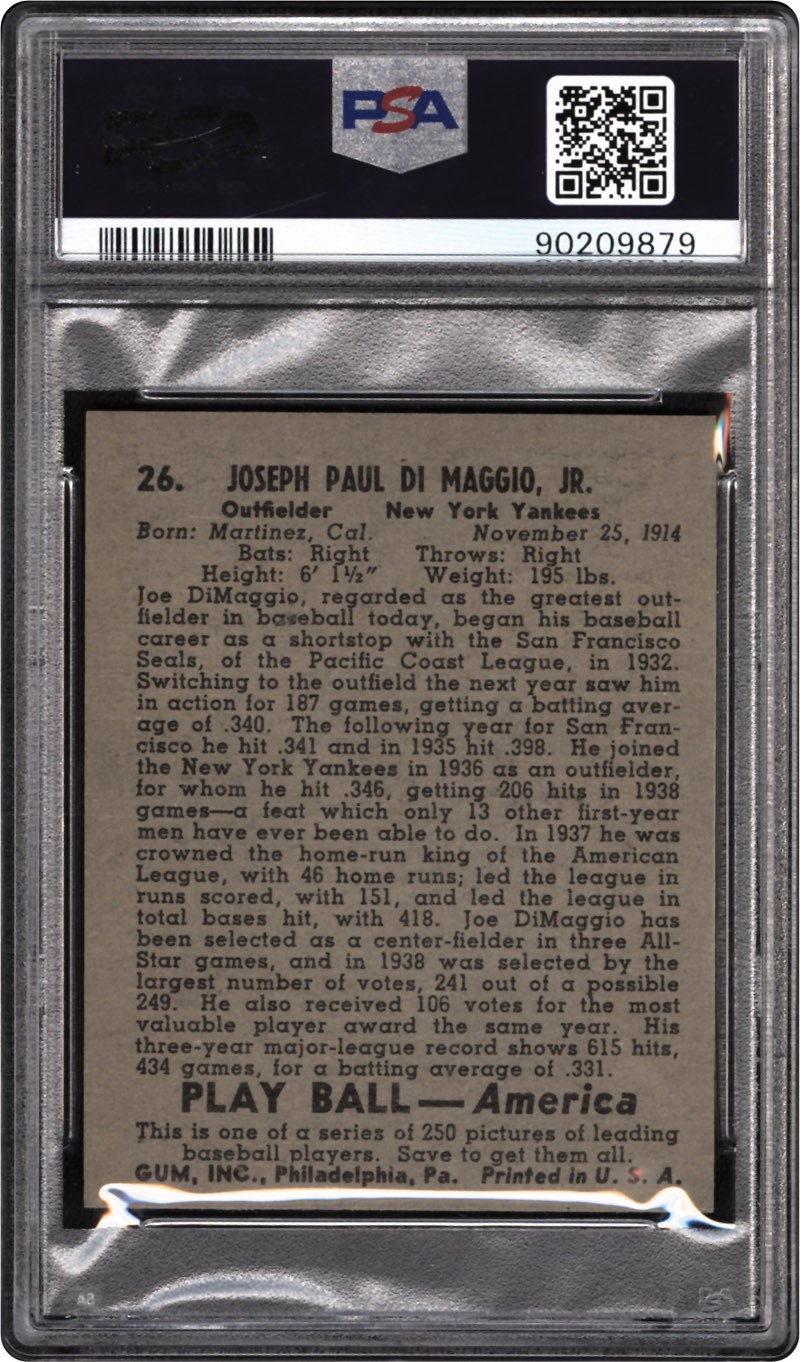 PSA
90209879
26. JOSEPH PAUL DI MAGGIO, JR.
Outfielder New York Yankees
Born: Martinez, Cal. November 25, 1914
Bats: Right Throws: Right
Height: 6′ 1½″ Weight: 195 lbs.
Joe DiMaggio, regarded as the greatest out-
fielder in baseball today, began his baseball
career as a shortstop with the San Francisco
Seals, of the Pacific Coast League, in 1932.
Switching to the outfield the next year saw him
in action for 187 games, getting a batting aver-
age of .340. The following year for San Fran-
cisco he hit .341 and in 1935 hit .398. He joined
the New York Yankees in 1936 as an outfielder,
for whom he hit .346, getting 206 hits in 1938
games—a feat which only 13 other first-year
men have ever been able to do. In 1937 he was
crowned the home-run king of the American
League, with 46 home runs; led the league in
runs scored, with 151, and led the league in
total bases hit, with 418. Joe DiMaggio has
been selected as a center-fielder in three All-
Star games, and in 1938 was selected by the
largest number of votes, 241 out of a possible
249. He also received 106 votes for the most
valuable player award the same year. His
three-year major-league record shows 615 hits,
434 games, for a batting average of .331.
PLAY BALL—America
This is one of a series of 250 pictures of leading
baseball players. Save to get them all.
GUM, INC., Philadelphia, Pa. Printed in U. S. A.